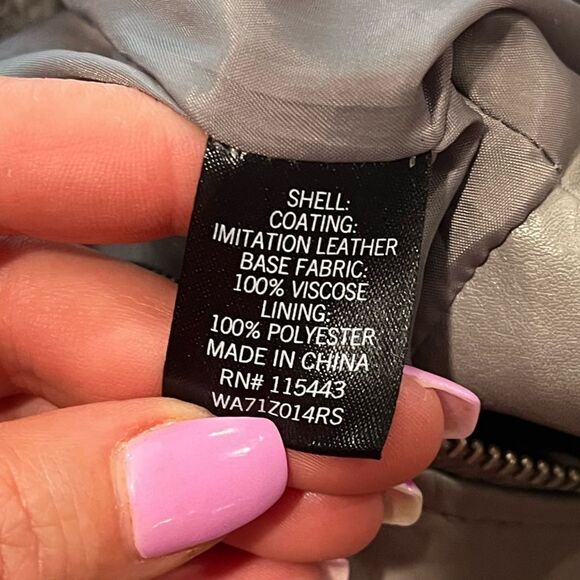 SHELL:
COATING:
IMITATION LEATHER
BASE FABRIC:
100% VISCOSE
LINING:
100% POLYESTER
MADE IN CHINA
RN# 115443
WA71Z014RS